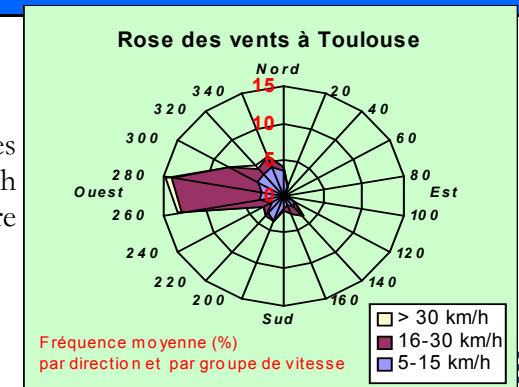 Rose des vents à Toulouse
Nord
340 15 20
320 40
10
300 60
es
5
280 80
h
Ouest Est
0
re
260 100
240 120
220 140
200 160
Sud
> 30 km/h
16-30 km/h
5-15 km/h
Fréquence moyenne (%)
par direction et par groupe de vitesse